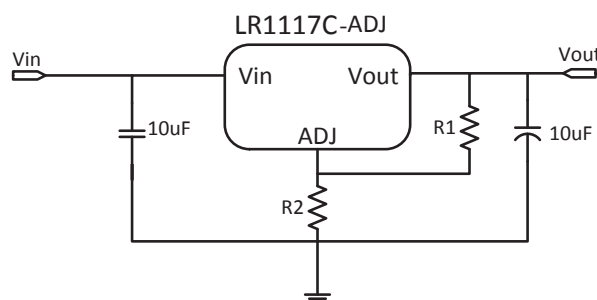 LR1117C-ADJ
Vin
Vout
Vin
Vout
10uF
R1
10uF
ADJ
R2